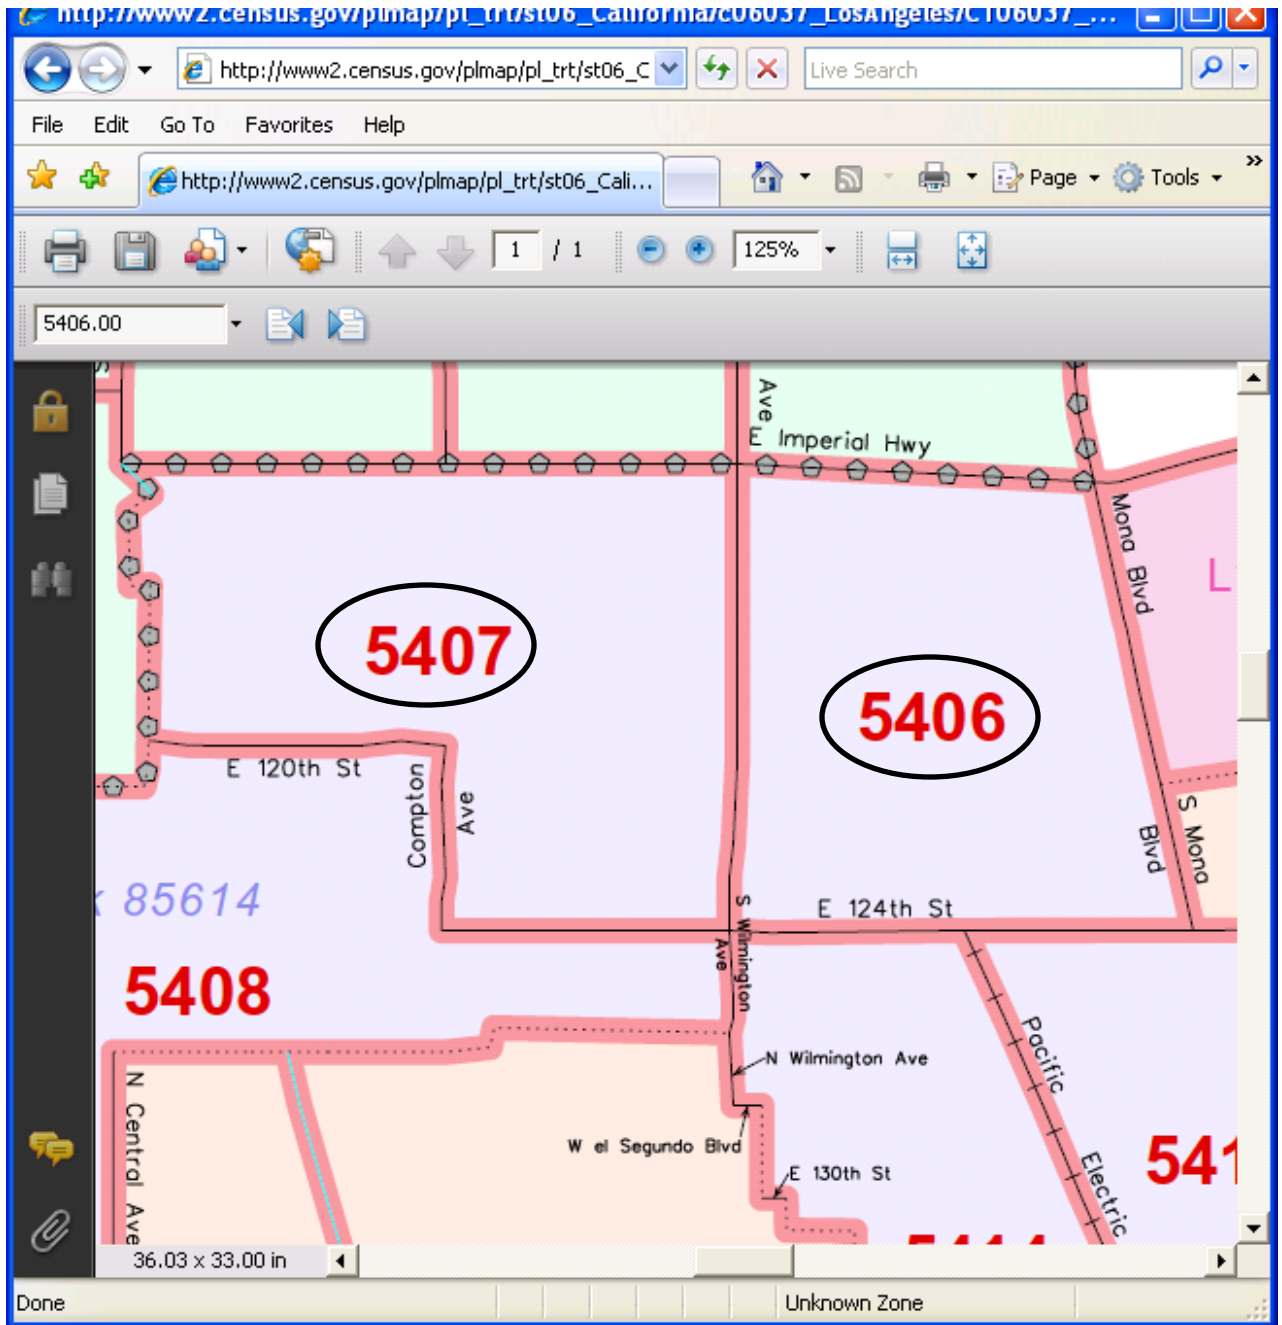 http://www2.census.gov/plmap/pl_trt/st06_California/c06037_LosAngeles/CT06037_...
http://www2.census.gov/plmap/pl_trt/st06_C
Live Search
File Edit Go To Favorites Help
http://www2.census.gov/plmap/pl_trt/st06_Cali...
Page Tools »
1 / 1 125%
5406.00
S
Ave
E Imperial Hwy
Mona Blvd
L
5407
5406
E 120th St
Compton
Ave
S Mona
Blvd
k 85614
E 124th St
S Wilmington
Ave
5408
Pacific
Electric
N Wilmington Ave
N Central Ave
W el Segundo Blvd
E 130th St
541
5414
36.03 x 33.00 in
Done Unknown Zone